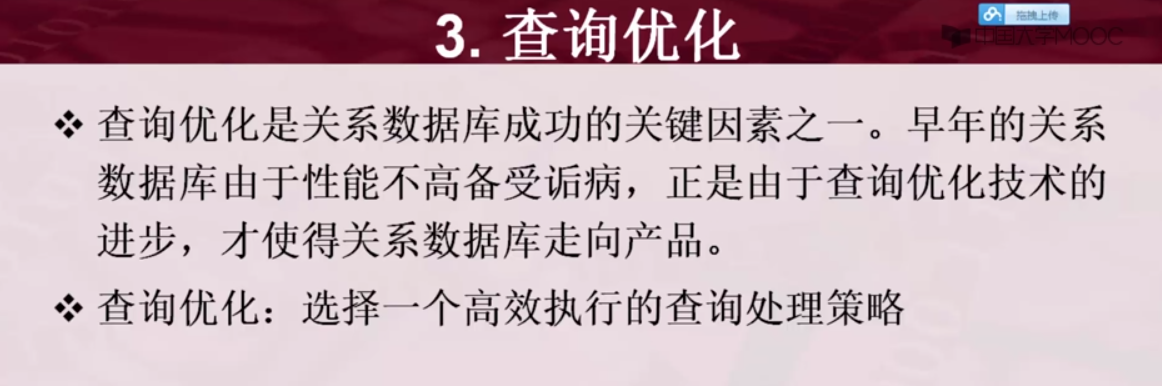 拖拽上传
3. 查询优化
中国大学MOOC
查询优化是关系数据库成功的关键因素之一。早年的关系
数据库由于性能不高备受诟病，正是由于查询优化技术的
进步，才使得关系数据库走向产品。
查询优化：选择一个高效执行的查询处理策略